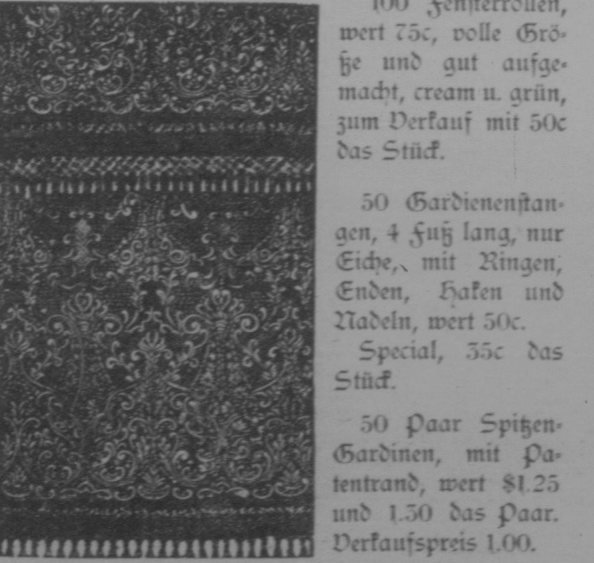 100 Fensterrollen,
wert 75c, volle Grö-
ße und gut aufge-
macht, cream u. grün,
zum Verkauf mit 50c
das Stück.
50 Gardienenstan-
gen, 4 Fuß lang, nur
Eiche, mit Ringen,
Enden, Haken und
Nadeln, wert 50c.
Special, 35c das
Stück.
50 Paar Spitzen-
Gardinen, mit Pa-
tentrand, wert $1.25
und 1.50 das Paar.
Verkaufspreis 1.00.